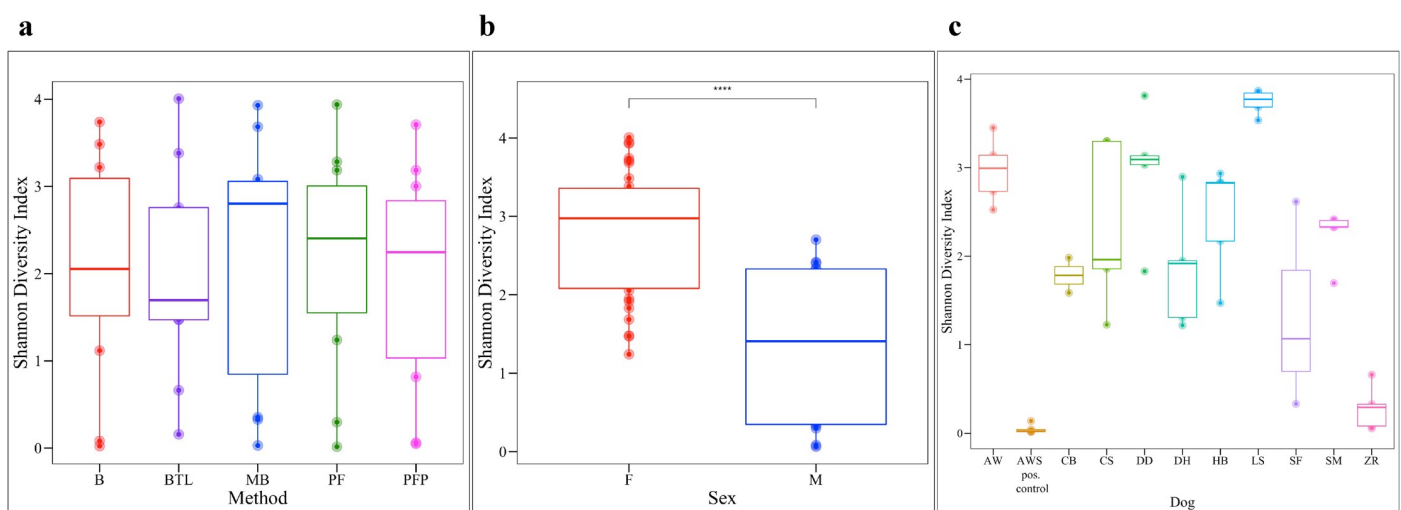 a
Shannon Diversity Index
4
3
2
1
0
B BTL MB PF PFP
Method
b
Shannon Diversity Index
4
3
2
1
0
****
F M
Sex
c
Shannon Diversity Index
4
3
2
1
0
AW AWS pos. control CB CS DD DH HB LS SF SM ZR
Dog